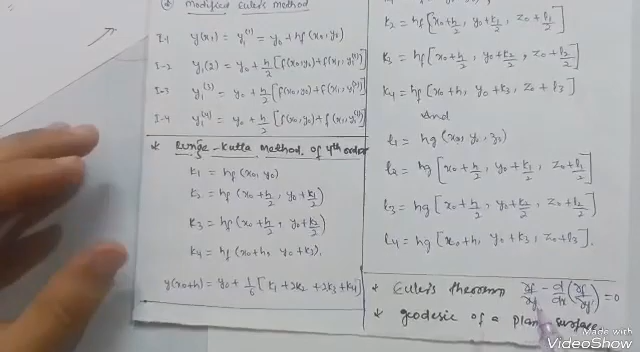 * Modified Euler's Method
I-1 y(x₁) = y₁⁽¹⁾ = y₀ + hf(x₀, y₀)
I-2 y₁(2) = y₀ + h/2 [f(x₀,y₀) + f(x₁, y₁⁽¹⁾)]
I-3 y₁⁽³⁾ = y₀ + h/2 [f(x₀,y₀) + f(x₁, y₁⁽²⁾)]
I-4 y₁⁽⁴⁾ = y₀ + h/2 [f(x₀,y₀) + f(x₁,
* Runge-Kutta Method of 4th order
k₁ = hf(x₀, y₀)
k₂ = hf(x₀+h/2, y₀+k₁/2)
k₃ = hf(x₀+h/2, y₀+k₂/2)
k₄ = hf(x₀+h, y₀+k₃).
y(x₀+h) = y₀ + 1/6 [k₁ + 2k₂ + 2k₃ + k₄]
k₂ = hf[x₀+h/2, y₀+k₁/2, z₀+l₁/2]
k₃ = hf[x₀+h/2, y₀+k₂/2, z₀+l₂/2]
k₄ = hf[x₀+h, y₀+k₃, z₀+l₃]
And
l₁ = hg(x₀, y₀, z₀)
l₂ = hg[x₀+h/2, y₀+k₁/2, z₀+l₁/2]
l₃ = hg[x₀+h/2, y₀+k₂/2, z₀+l₂/2]
l₄ = hg[x₀+h, y₀+k₃, z₀+l₃].
* Euler's theorem ∂f/∂y - d/dx(∂f/∂y') = 0
* geodesic of a plane surface
Made with
VideoShow